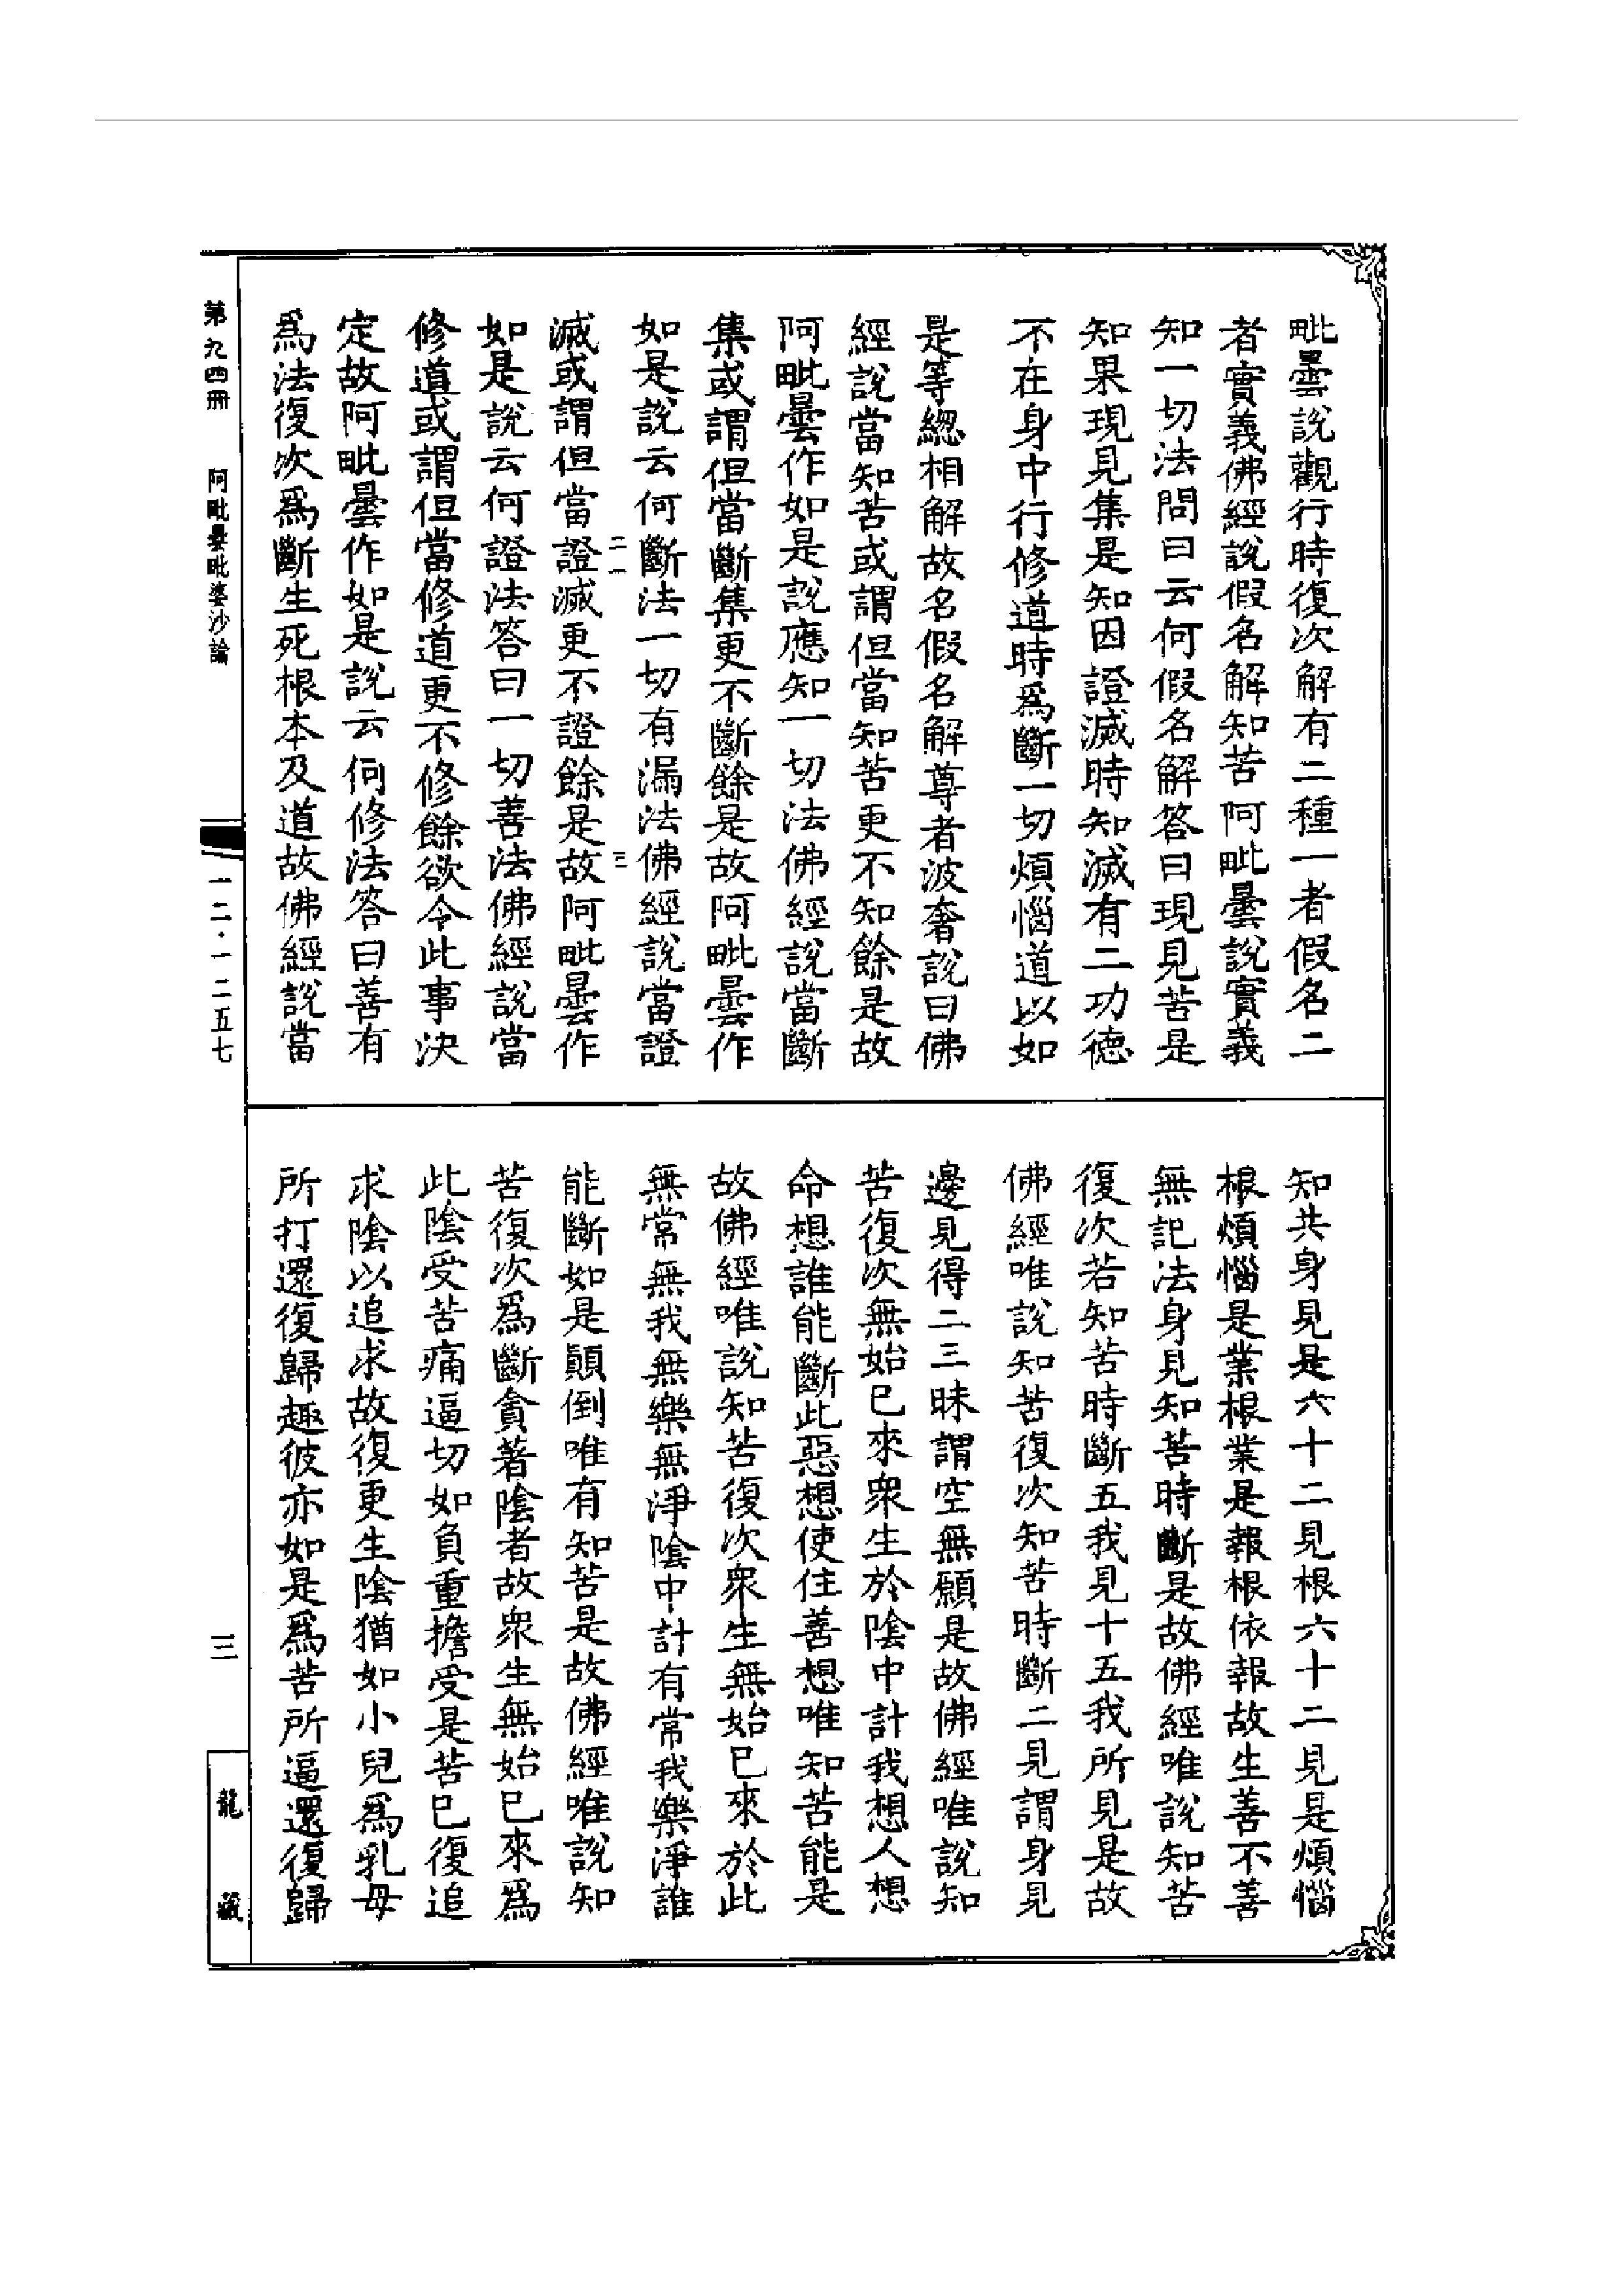 毗曇說觀行時復次解有二種一者假名二
者實義佛經說假名解知苦阿毗曇說實義
知一切法問曰云何假名解答曰現見苦是
知果現見集是知因證滅時知滅有二功德
不在身中行修道時爲斷一切煩惱道以如
是等總相解故名假名解尊者波奢說曰佛
經說當知苦或謂但當知苦更不知餘是故
阿毗曇作如是說應知一切法佛經說當斷
集或謂但當斷集更不斷餘是故阿毗曇作
如是說云何斷法一切有漏法佛經說當證
二一
三
滅或謂但當證滅更不證餘是故阿毗曇作
如是說云何證法答曰一切善法佛經說當
修道或謂但當修道更不修餘欲令此事決
定故阿毗曇作如是說云何修法答曰善有
爲法復次爲斷生死根本及道故佛經說當
知共身見是六十二見根六十二見是煩惱
根煩惱是業根業是報根依報故生善不善
無記法身見知苦時斷是故佛經唯說知苦
復次若知苦時斷五我見十五我所見是故
佛經唯說知苦復次知苦時斷二見謂身見
邊見得二三昧謂空無願是故佛經唯說知
苦復次無始已來衆生於陰中計我想人想
命想誰能斷此惡想使住善想唯知苦能是
故佛經唯說知苦復次衆生無始已來於此
無常無我無樂無淨陰中計有常我樂淨誰
能斷如是顛倒唯有知苦是故佛經唯說知
苦復次爲斷貪著陰者故衆生無始已來爲
此陰受苦痛逼切如負重擔受是苦已復追
求陰以追求故復更生陰猶如小兒爲乳母
所打還復歸趣彼亦如是爲苦所逼還復歸
第九四冊　阿毗曇毗婆沙論
一二·一二五七
三
龍藏